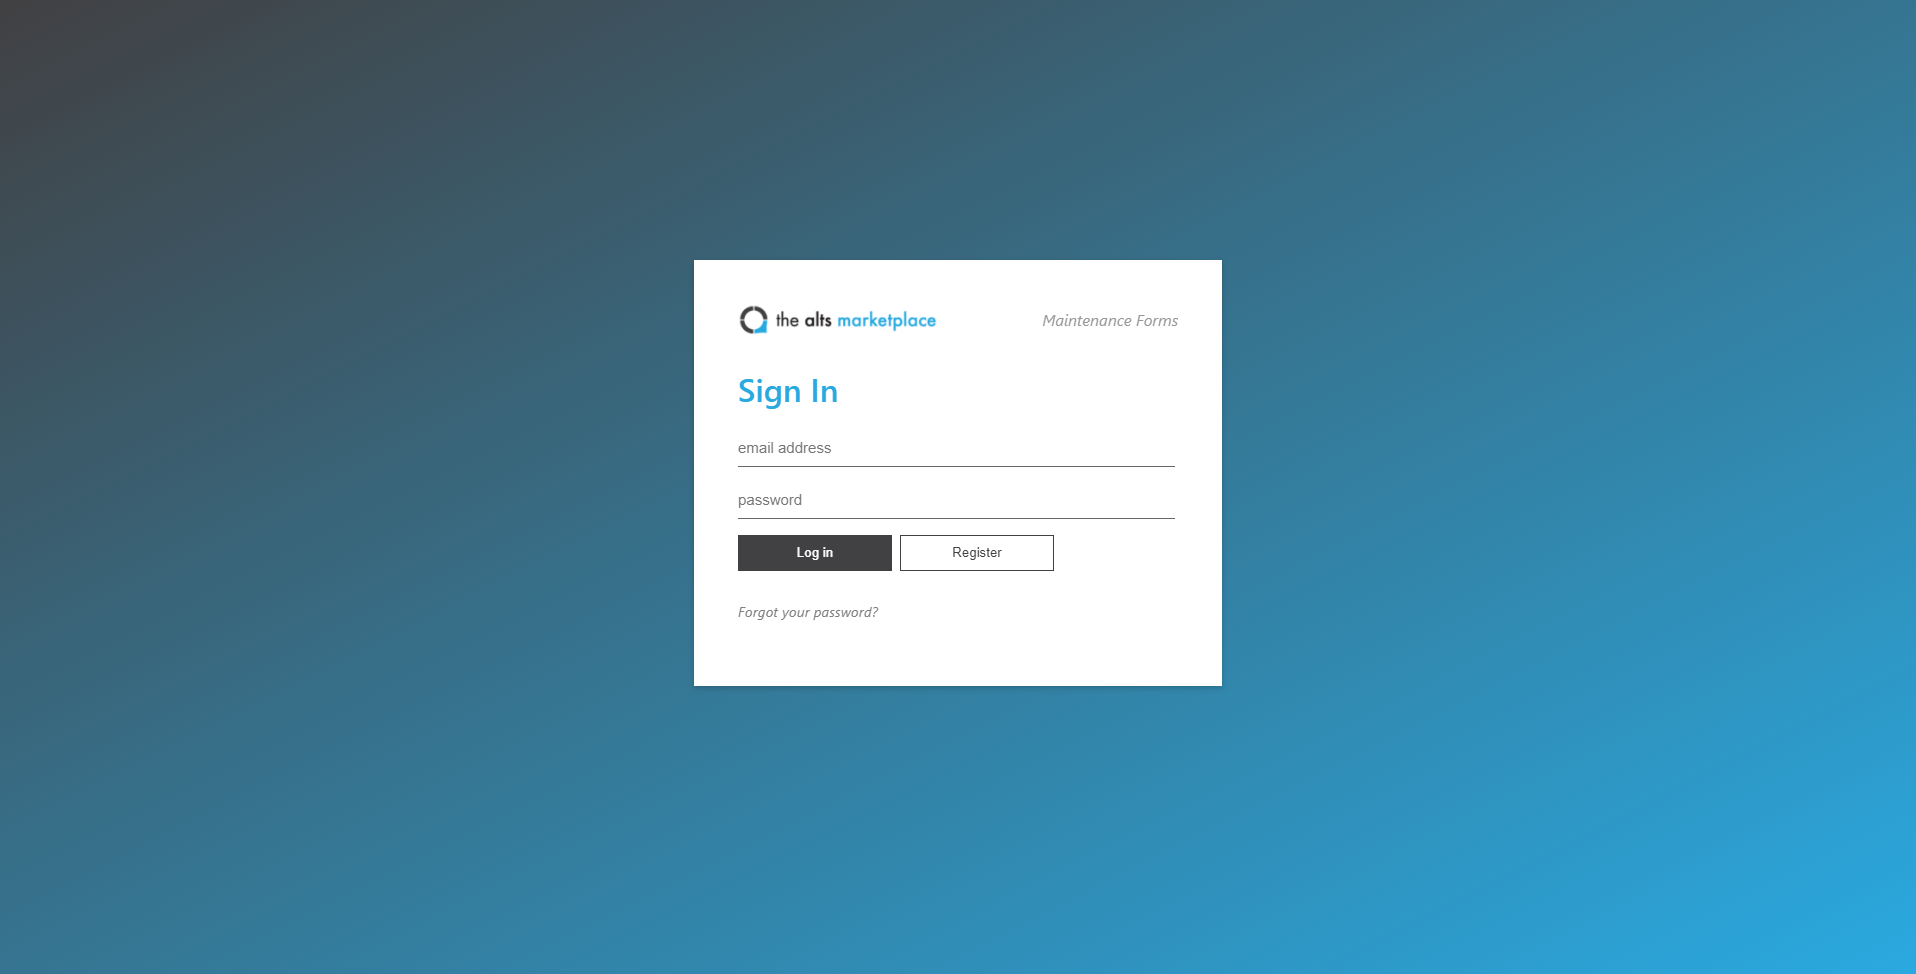 the alts marketplace
Maintenance Forms
Sign In
email address
password
Log in
Register
Forgot your password?